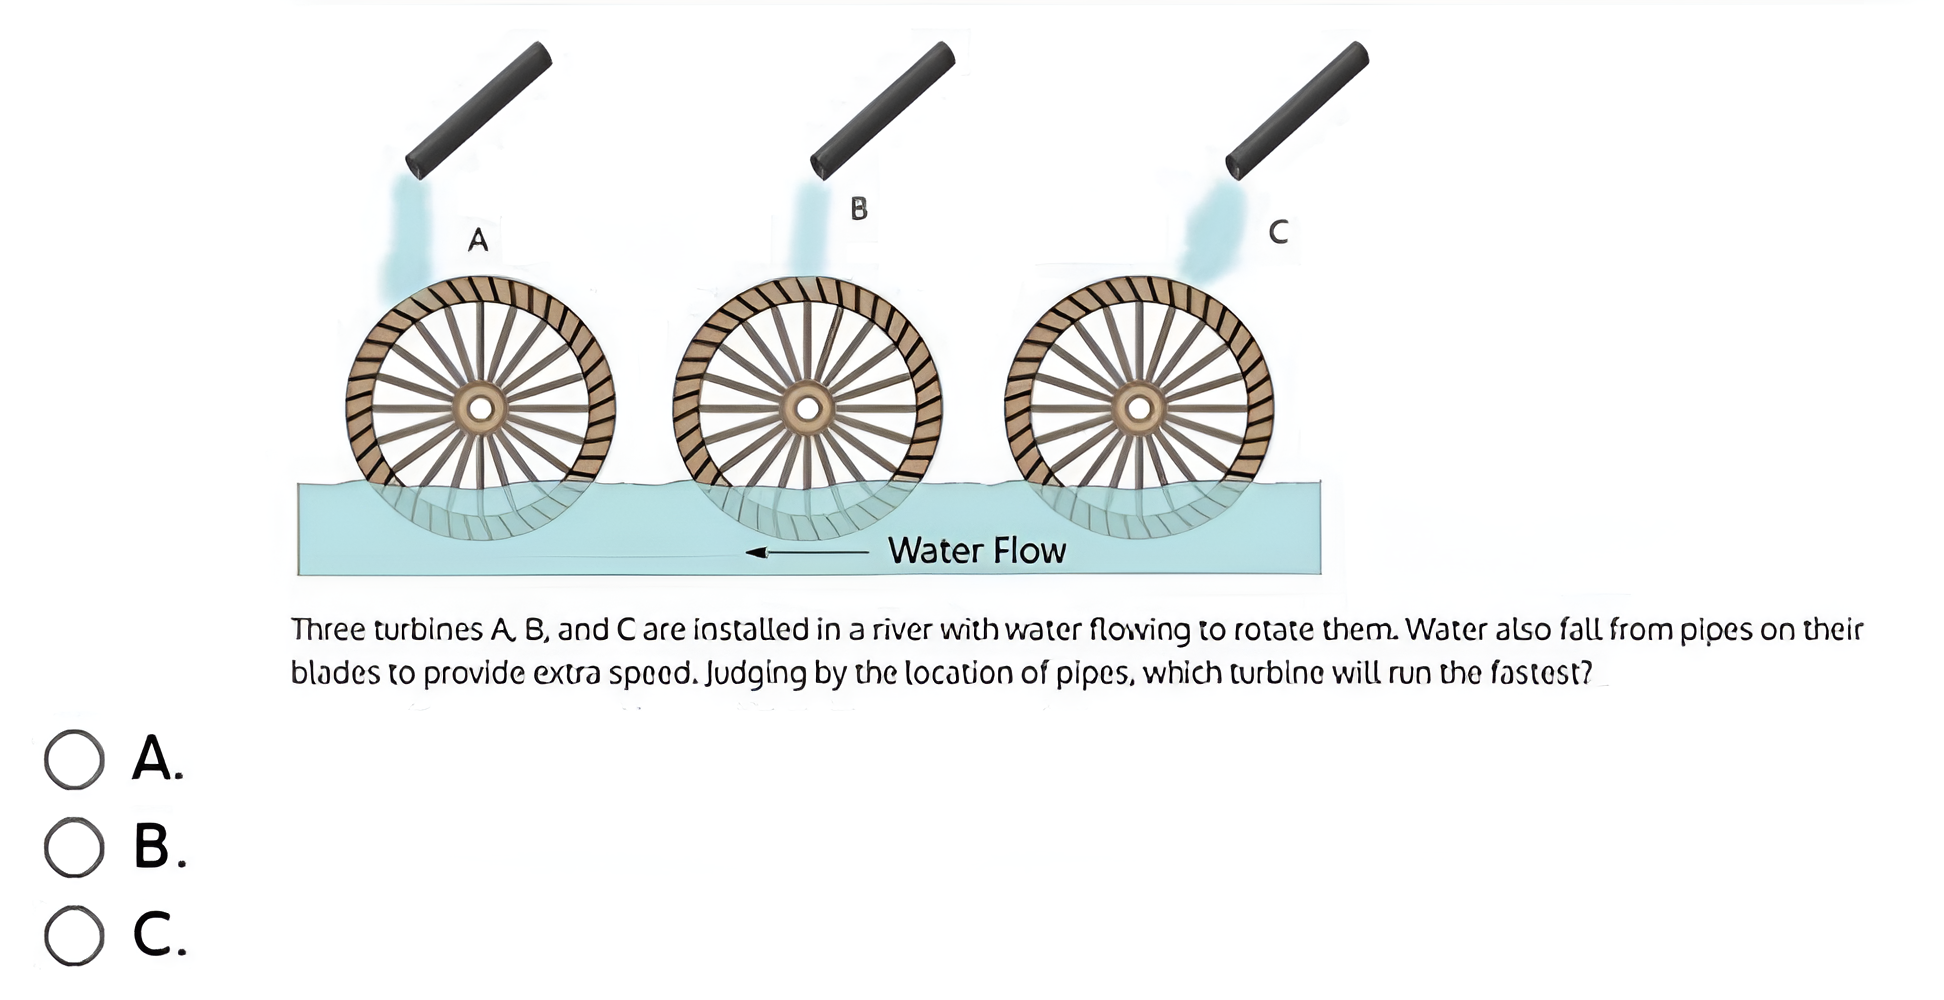 A
B
C
Water Flow
Three turbines A, B, and C are installed in a river with water flowing to rotate them. Water also fall from pipes on their
blades to provide extra speed. Judging by the location of pipes, which turbine will run the fastest?
A.
B.
C.